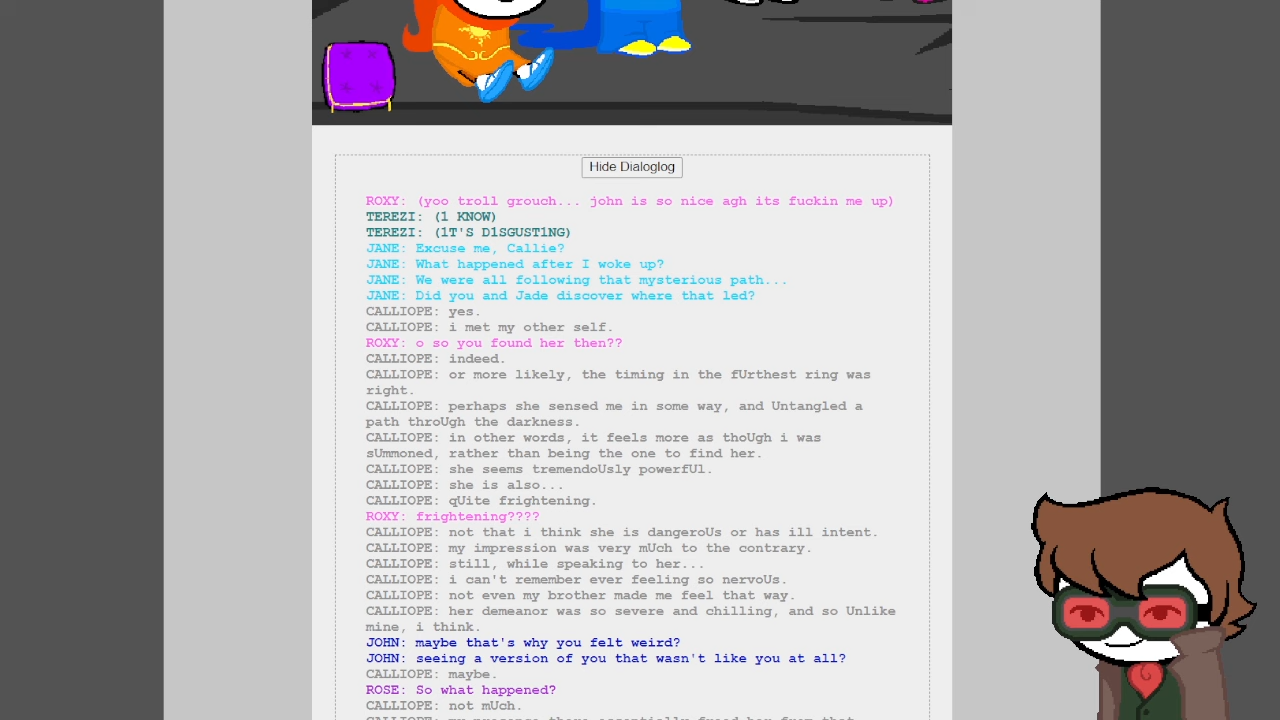 Hide Dialoglog
ROXY: (yoo troll grouch... john is so nice agh its fuckin me up)
TEREZI: (1 KNOW)
TEREZI: (1T'S D1SGUST1NG)
JANE: Excuse me, Callie?
JANE: What happened after I woke up?
JANE: We were all following that mysterious path...
JANE: Did you and Jade discover where that led?
CALLIOPE: yes.
CALLIOPE: i met my other self.
ROXY: o so you found her then??
CALLIOPE: indeed.
CALLIOPE: or more likely, the timing in the fUrthest ring was
right.
CALLIOPE: perhaps she sensed me in some way, and Untangled a
path throUgh the darkness.
CALLIOPE: in other words, it feels more as thoUgh i was
sUmmoned, rather than being the one to find her.
CALLIOPE: she seems tremendoUsly powerfUl.
CALLIOPE: she is also...
CALLIOPE: qUite frightening.
ROXY: frightening????
CALLIOPE: not that i think she is dangeroUs or has ill intent.
CALLIOPE: my impression was very mUch to the contrary.
CALLIOPE: still, while speaking to her...
CALLIOPE: i can't remember ever feeling so nervoUs.
CALLIOPE: not even my brother made me feel that way.
CALLIOPE: her demeanor was so severe and chilling, and so Unlike
mine, i think.
JOHN: maybe that's why you felt weird?
JOHN: seeing a version of you that wasn't like you at all?
CALLIOPE: maybe.
ROSE: So what happened?
CALLIOPE: not mUch.